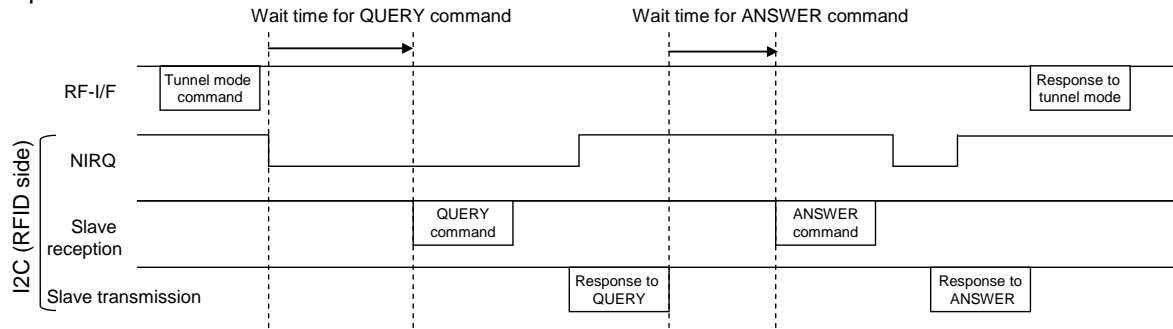 Wait time for QUERY command
Wait time for ANSWER command
RF-I/F
Tunnel mode
command
Response to
tunnel mode
I2C (RFID side)
NIRQ
Slave
reception
QUERY
command
ANSWER
command
Slave transmission
Response to
QUERY
Response to
ANSWER